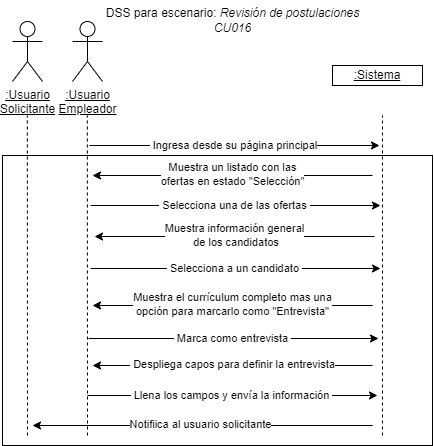 DSS para escenario: Revisión de postulaciones
CU016
:Usuario
Solicitante
:Usuario
Empleador
:Sistema
Ingresa desde su página principal
Muestra un listado con las
ofertas en estado "Selección"
Selecciona una de las ofertas
Muestra información general
de los candidatos
Selecciona a un candidato
Muestra el currículum completo mas una
opción para marcarlo como "Entrevista"
Marca como entrevista
Despliega capos para definir la entrevista
Llena los campos y envía la información
Notifiica al usuario solicitante